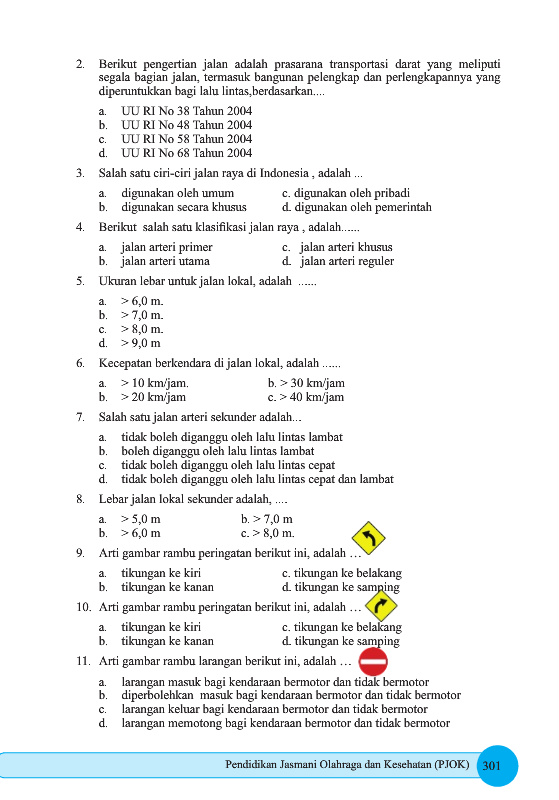 2. Berikut pengertian jalan adalah prasarana transportasi darat yang meliputi
segala bagian jalan, termasuk bangunan pelengkap dan perlengkapannya yang
diperuntukkan bagi lalu lintas,berdasarkan....
a. UU RI No 38 Tahun 2004
b. UU RI No 48 Tahun 2004
c. UU RI No 58 Tahun 2004
d. UU RI No 68 Tahun 2004
3. Salah satu ciri-ciri jalan raya di Indonesia , adalah ...
a. digunakan oleh umum c. digunakan oleh pribadi
b. digunakan secara khusus d. digunakan oleh pemerintah
4. Berikut salah satu klasifikasi jalan raya , adalah......
a. jalan arteri primer c. jalan arteri khusus
b. jalan arteri utama d. jalan arteri reguler
5. Ukuran lebar untuk jalan lokal, adalah ......
a. > 6,0 m.
b. > 7,0 m.
c. > 8,0 m.
d. > 9,0 m
6. Kecepatan berkendara di jalan lokal, adalah ......
a. > 10 km/jam. b. > 30 km/jam
b. > 20 km/jam c. > 40 km/jam
7. Salah satu jalan arteri sekunder adalah...
a. tidak boleh diganggu oleh lalu lintas lambat
b. boleh diganggu oleh lalu lintas lambat
c. tidak boleh diganggu oleh lalu lintas cepat
d. tidak boleh diganggu oleh lalu lintas cepat dan lambat
8. Lebar jalan lokal sekunder adalah, ....
a. > 5,0 m b. > 7,0 m
b. > 6,0 m c. > 8,0 m.
9. Arti gambar rambu peringatan berikut ini, adalah …
a. tikungan ke kiri c. tikungan ke belakang
b. tikungan ke kanan d. tikungan ke samping
10. Arti gambar rambu peringatan berikut ini, adalah …
a. tikungan ke kiri c. tikungan ke belakang
b. tikungan ke kanan d. tikungan ke samping
11. Arti gambar rambu larangan berikut ini, adalah …
a. larangan masuk bagi kendaraan bermotor dan tidak bermotor
b. diperbolehkan masuk bagi kendaraan bermotor dan tidak bermotor
c. larangan keluar bagi kendaraan bermotor dan tidak bermotor
d. larangan memotong bagi kendaraan bermotor dan tidak bermotor
Pendidikan Jasmani Olahraga dan Kesehatan (PJOK) 301